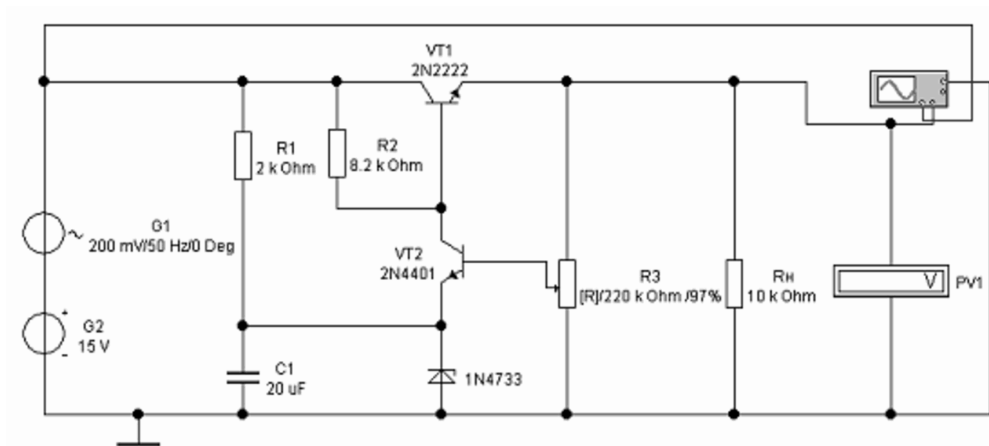 VT1
2N2222
R1
2 k Ohm
R2
8.2 k Ohm
G1
200 mV/50 Hz/0 Deg
VT2
2N4401
R3
[R]/220 k Ohm /97%
Rн
10 k Ohm
V
PV1
+
G2
15 V
-
C1
20 uF
1N4733